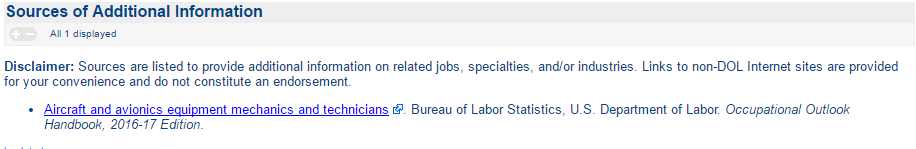 Sources of Additional Information
All 1 displayed
Disclaimer: Sources are listed to provide additional information on related jobs, specialties, and/or industries. Links to non-DOL Internet sites are provided
for your convenience and do not constitute an endorsement.
• Aircraft and avionics equipment mechanics and technicians. Bureau of Labor Statistics, U.S. Department of Labor. Occupational Outlook
Handbook, 2016-17 Edition.